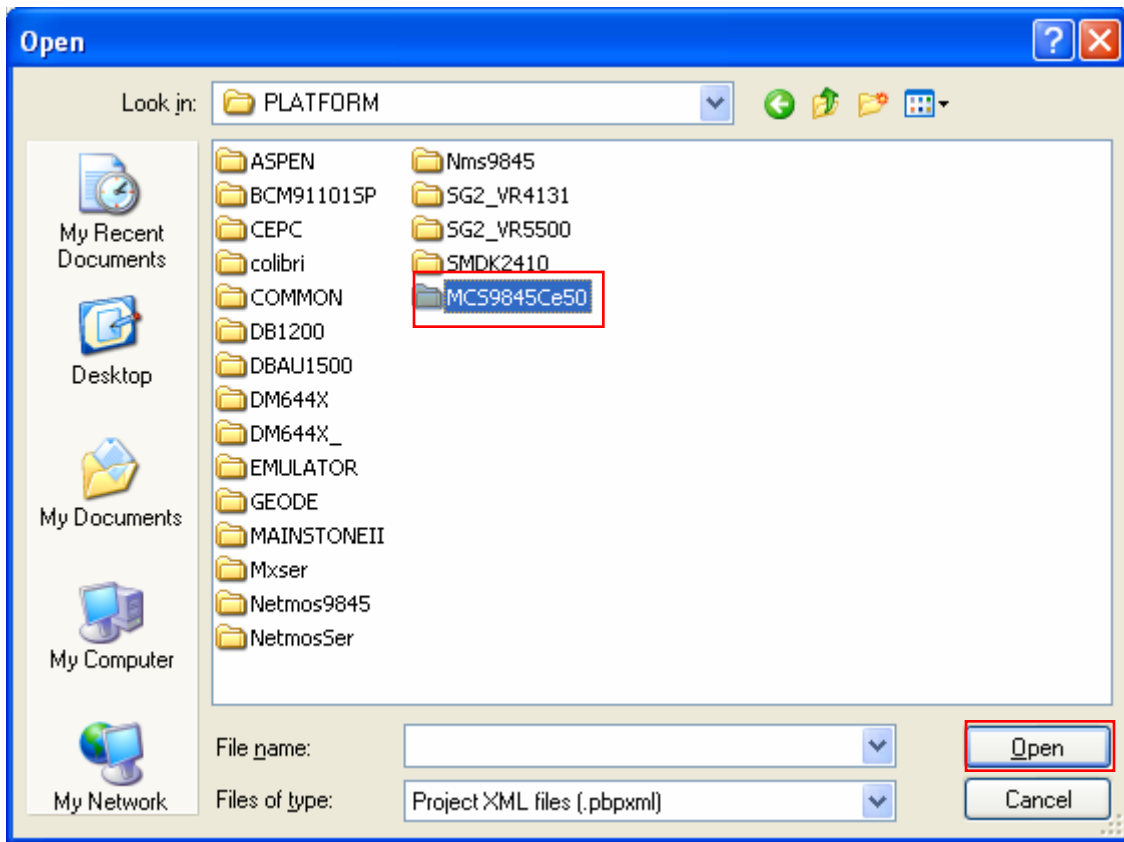 Open
Look in: PLATFORM
My Recent
Documents
Desktop
My Documents
My Computer
My Network
ASPEN
BCM91101SP
CEPC
colibri
COMMON
DB1200
DBAU1500
DM644X
DM644X_
EMULATOR
GEODE
MAINSTONEII
Mxser
Netmos9845
NetmosSer
Nms9845
SG2_VR4131
SG2_VR5500
SMDK2410
MCS9845Ce50
File name:
Open
Files of type: Project XML files (.pbpxml)
Cancel